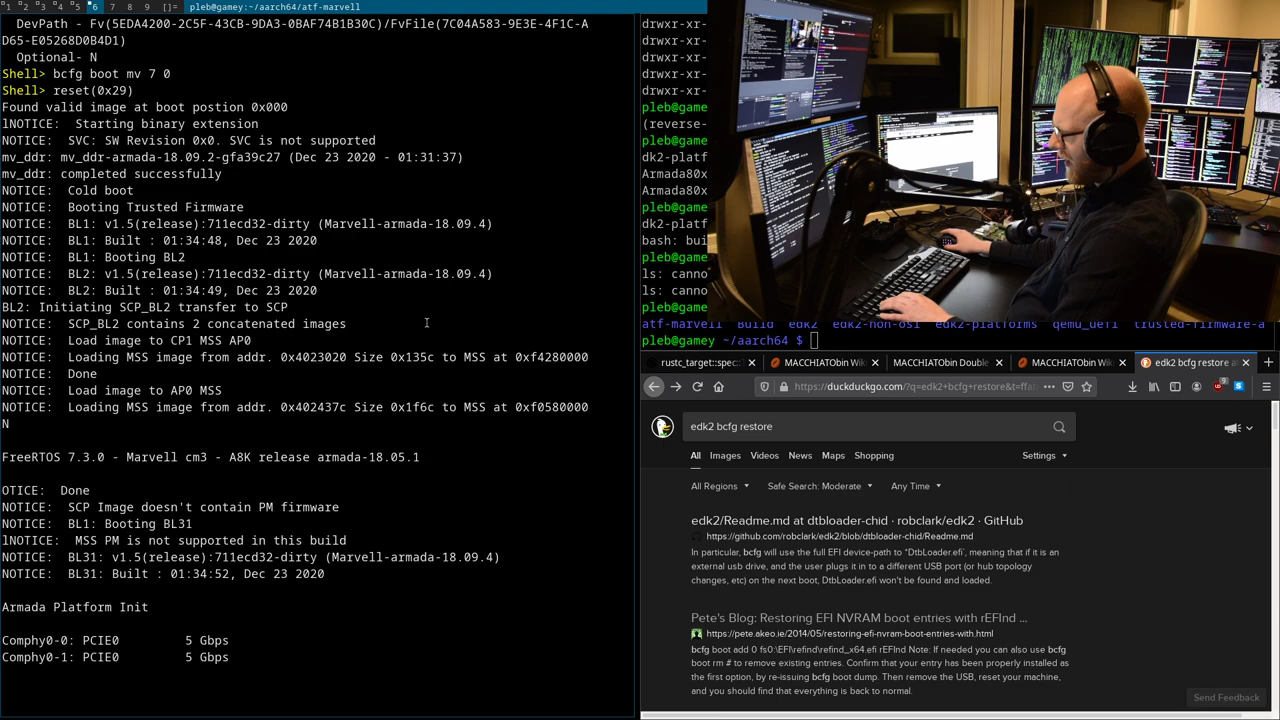 1 2 3 4 5 6 7 8 9 []= pleb@gamey:~/aarch64/atf-marvell
DevPath - Fv(5EDA4200-2C5F-43CB-9DA3-0BAF74B1B30C)/FvFile(7C04A583-9E3E-4F1C-A
D65-E05268D0B4D1)
Optional- N
Shell> bcfg boot mv 7 0
Shell> reset(0x29)
Found valid image at boot postion 0x000
lNOTICE: Starting binary extension
NOTICE: SVC: SW Revision 0x0. SVC is not supported
mv_ddr: mv_ddr-armada-18.09.2-gfa39c27 (Dec 23 2020 - 01:31:37)
mv_ddr: completed successfully
NOTICE: Cold boot
NOTICE: Booting Trusted Firmware
NOTICE: BL1: v1.5(release):711ecd32-dirty (Marvell-armada-18.09.4)
NOTICE: BL1: Built : 01:34:48, Dec 23 2020
NOTICE: BL1: Booting BL2
NOTICE: BL2: v1.5(release):711ecd32-dirty (Marvell-armada-18.09.4)
NOTICE: BL2: Built : 01:34:49, Dec 23 2020
BL2: Initiating SCP_BL2 transfer to SCP
NOTICE: SCP_BL2 contains 2 concatenated images
NOTICE: Load image to CP1 MSS AP0
NOTICE: Loading MSS image from addr. 0x4023020 Size 0x135c to MSS at 0xf4280000
NOTICE: Done
NOTICE: Load image to AP0 MSS
NOTICE: Loading MSS image from addr. 0x402437c Size 0x1f6c to MSS at 0xf0580000
N
FreeRTOS 7.3.0 - Marvell cm3 - A8K release armada-18.05.1
OTICE: Done
NOTICE: SCP Image doesn't contain PM firmware
NOTICE: BL1: Booting BL31
lNOTICE: MSS PM is not supported in this build
NOTICE: BL31: v1.5(release):711ecd32-dirty (Marvell-armada-18.09.4)
NOTICE: BL31: Built : 01:34:52, Dec 23 2020
Armada Platform Init
Comphy0-0: PCIE0 5 Gbps
Comphy0-1: PCIE0 5 Gbps
drwxr-xr-
drwxr-xr-
drwxr-xr-
drwxr-xr-
drwxr-xr-
pleb@game
(reverse-
pleb@game
dk2-platf
Armada80x
Armada80x
pleb@game
dk2-platf
bash: bui
pleb@game
ls: canno
ls: canno
pleb@game
atf-marvell Build edk2 edk2-non-osi edk2-platforms qemu_uefi trusted-firmware-a
pleb@gamey ~/aarch64 $
rustc_target::spec: MACCHIATObin Wik MACCHIATObin Double MACCHIATObin Wik edk2 bcfg restore a
https://duckduckgo.com/?q=edk2+bcfg+restore&t=ffa
edk2 bcfg restore
All Images Videos News Maps Shopping Settings
All Regions Safe Search: Moderate Any Time
edk2/Readme.md at dtbloader-chid · robclark/edk2 · GitHub
https://github.com/robclark/edk2/blob/dtbloader-chid/Readme.md
In particular, bcfg will use the full EFI device-path to *DtbLoader.efi`, meaning that if it is an
external usb drive, and the user plugs it in to a different USB port (or hub topology
changes, etc) on the next boot, DtbLoader.efi won't be found and loaded.
Pete's Blog: Restoring EFI NVRAM boot entries with rEFInd ...
https://pete.akeo.ie/2014/05/restoring-efi-nvram-boot-entries-with.html
bcfg boot add 0 fs0:\EFI\refind\refind_x64.efi rEFInd Note: If needed you can also use bcfg
boot rm # to remove existing entries. Confirm that your entry has been properly installed as
the first option, by re-issuing bcfg boot dump. Then remove the USB, reset your machine,
and you should find that everything is back to normal.
Send Feedback